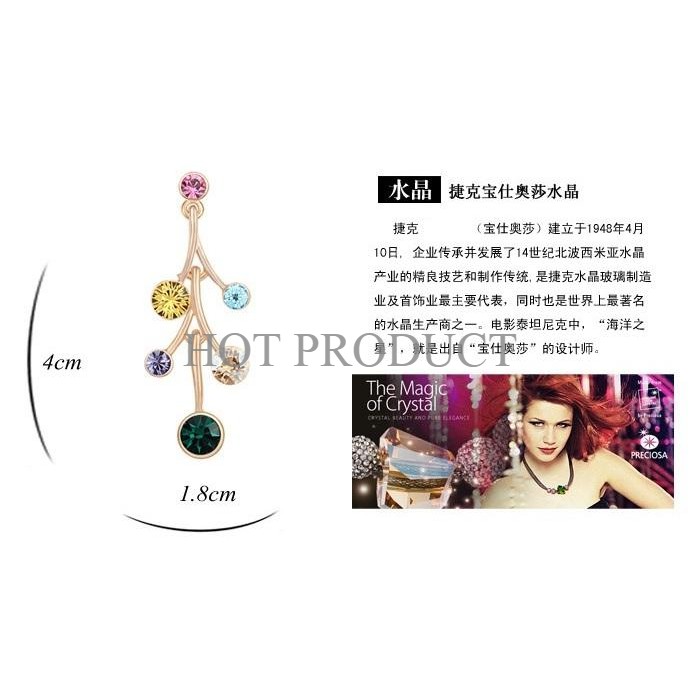 水晶 捷克宝仕奥莎水晶
捷克 （宝仕奥莎）建立于1948年4月
10日, 企业传承并发展了14世纪北波西米亚水晶
产业的精良技艺和制作传统,是捷克水晶玻璃制造
业及首饰业最主要代表，同时也是世界上最著名
的水晶生产商之一。电影泰坦尼克中，“海洋之
星”，就是出自“宝仕奥莎”的设计师。
4cm
HOT PRODUCT
1.8cm
The Magic
of Crystal
CRYSTAL BEAUTY AND PURE ELEGANCE
PRECIOSA